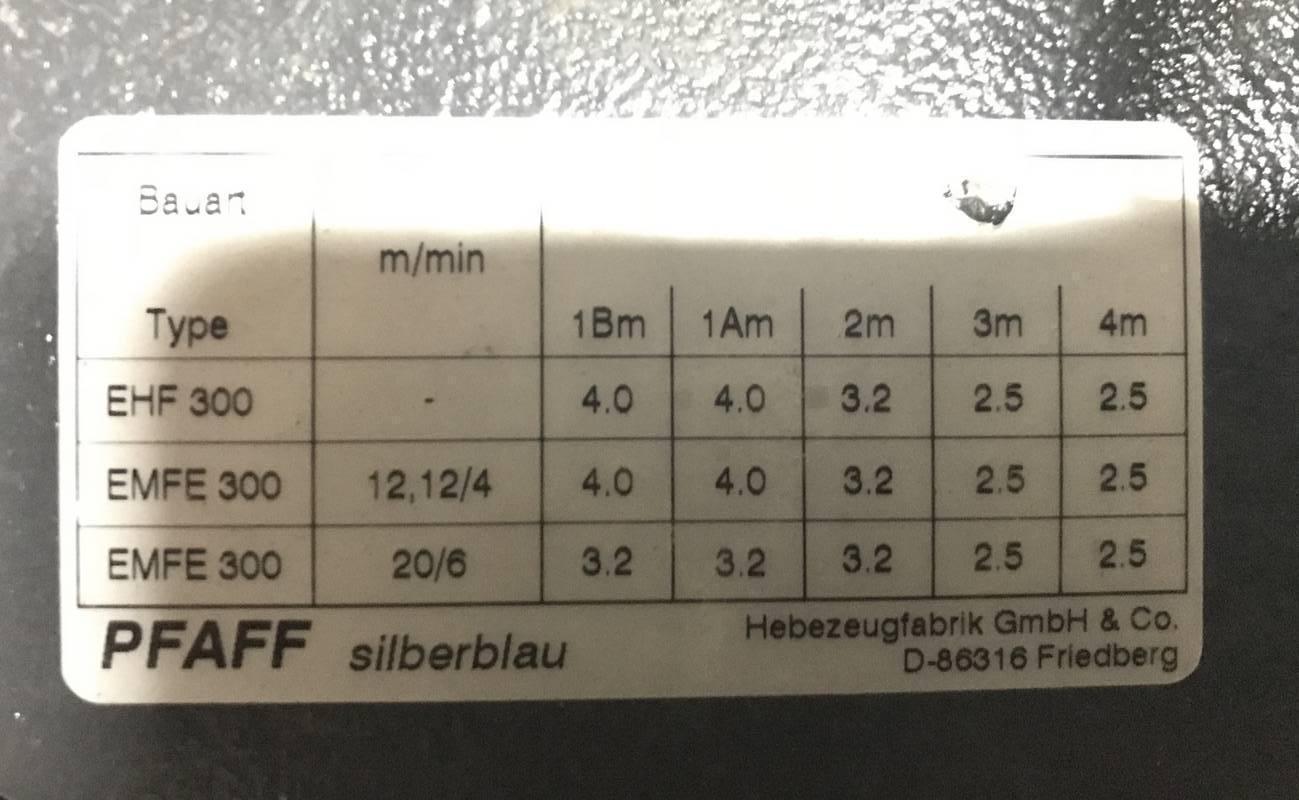 Bauart
m/min
Type 1Bm 1Am 2m 3m 4m
EHF 300 - 4.0 4.0 3.2 2.5 2.5
EMFE 300 12,12/4 4.0 4.0 3.2 2.5 2.5
EMFE 300 20/6 3.2 3.2 3.2 2.5 2.5
PFAFF silberblau
Hebezeugfabrik GmbH & Co.
D-86316 Friedberg